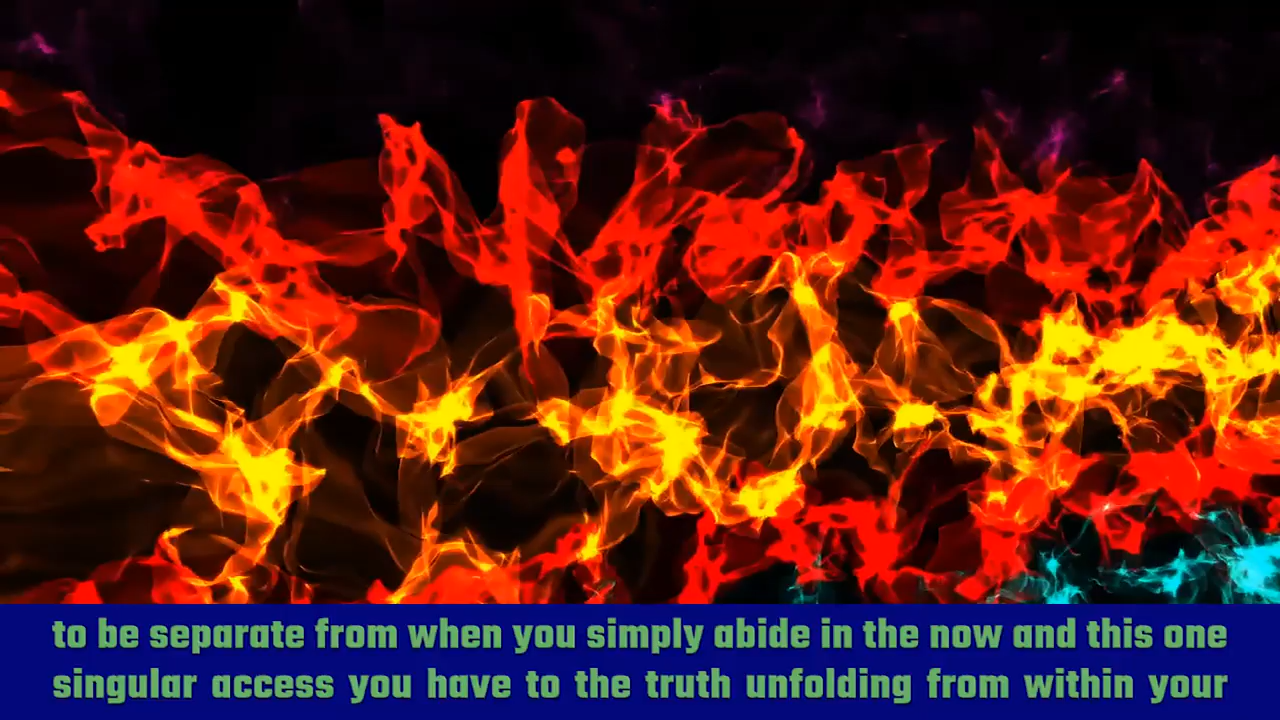 to be separate from when you simply abide in the now and this one
singular access you have to the truth unfolding from within your